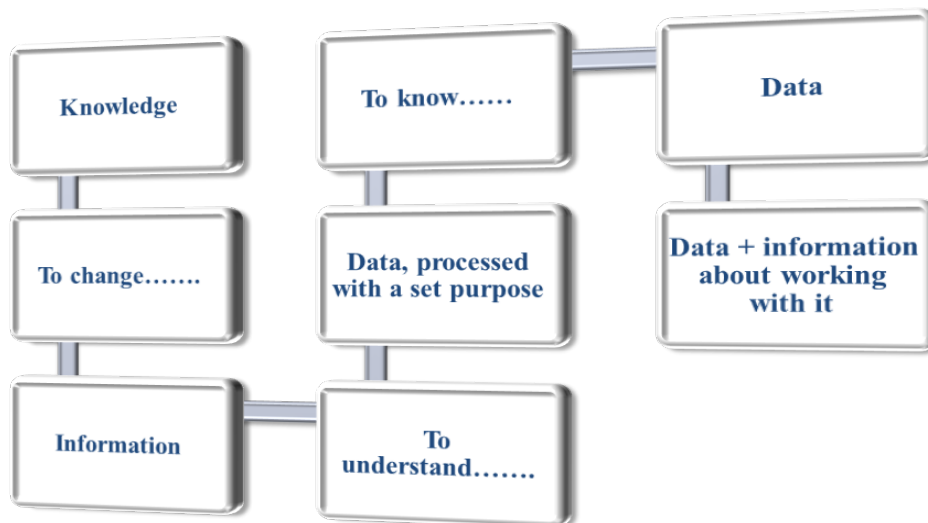 Knowledge
To change…….
Information
To
understand…….
Data, processed
with a set purpose
To know……
Data
Data + information
about working
with it